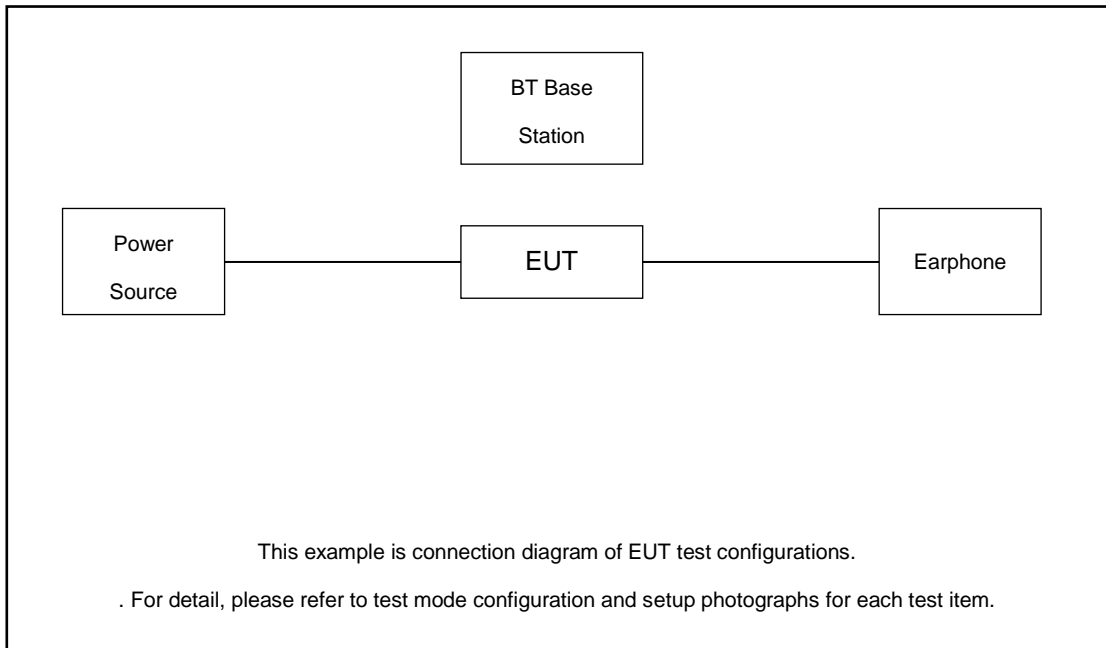 BT Base
Station
Power
Source
EUT
Earphone
This example is connection diagram of EUT test configurations.
. For detail, please refer to test mode configuration and setup photographs for each test item.